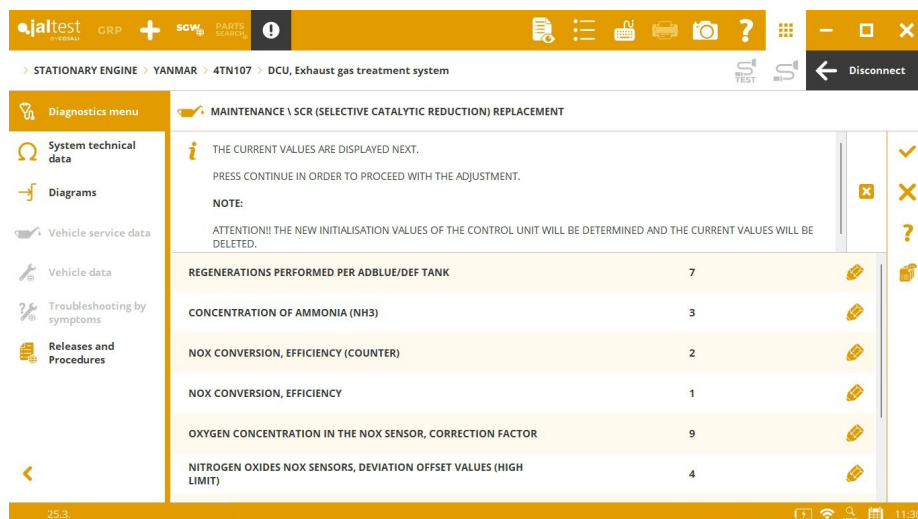 jaltest GRP SGW PARTS SEARCH
BY COJALI
STATIONARY ENGINE > YANMAR > 4TN107 > DCU, Exhaust gas treatment system
TEST
Disconnect
Diagnostics menu
System technical data
Diagrams
Vehicle service data
Vehicle data
Troubleshooting by symptoms
Releases and Procedures
MAINTENANCE \ SCR (SELECTIVE CATALYTIC REDUCTION) REPLACEMENT
THE CURRENT VALUES ARE DISPLAYED NEXT.
PRESS CONTINUE IN ORDER TO PROCEED WITH THE ADJUSTMENT.
NOTE:
ATTENTION!! THE NEW INITIALISATION VALUES OF THE CONTROL UNIT WILL BE DETERMINED AND THE CURRENT VALUES WILL BE
DELETED.
REGENERATIONS PERFORMED PER ADBLUE/DEF TANK 7
CONCENTRATION OF AMMONIA (NH3) 3
NOX CONVERSION, EFFICIENCY (COUNTER) 2
NOX CONVERSION, EFFICIENCY 1
OXYGEN CONCENTRATION IN THE NOX SENSOR, CORRECTION FACTOR 9
NITROGEN OXIDES NOX SENSORS, DEVIATION OFFSET VALUES (HIGH
LIMIT) 4
25.3. 11:30